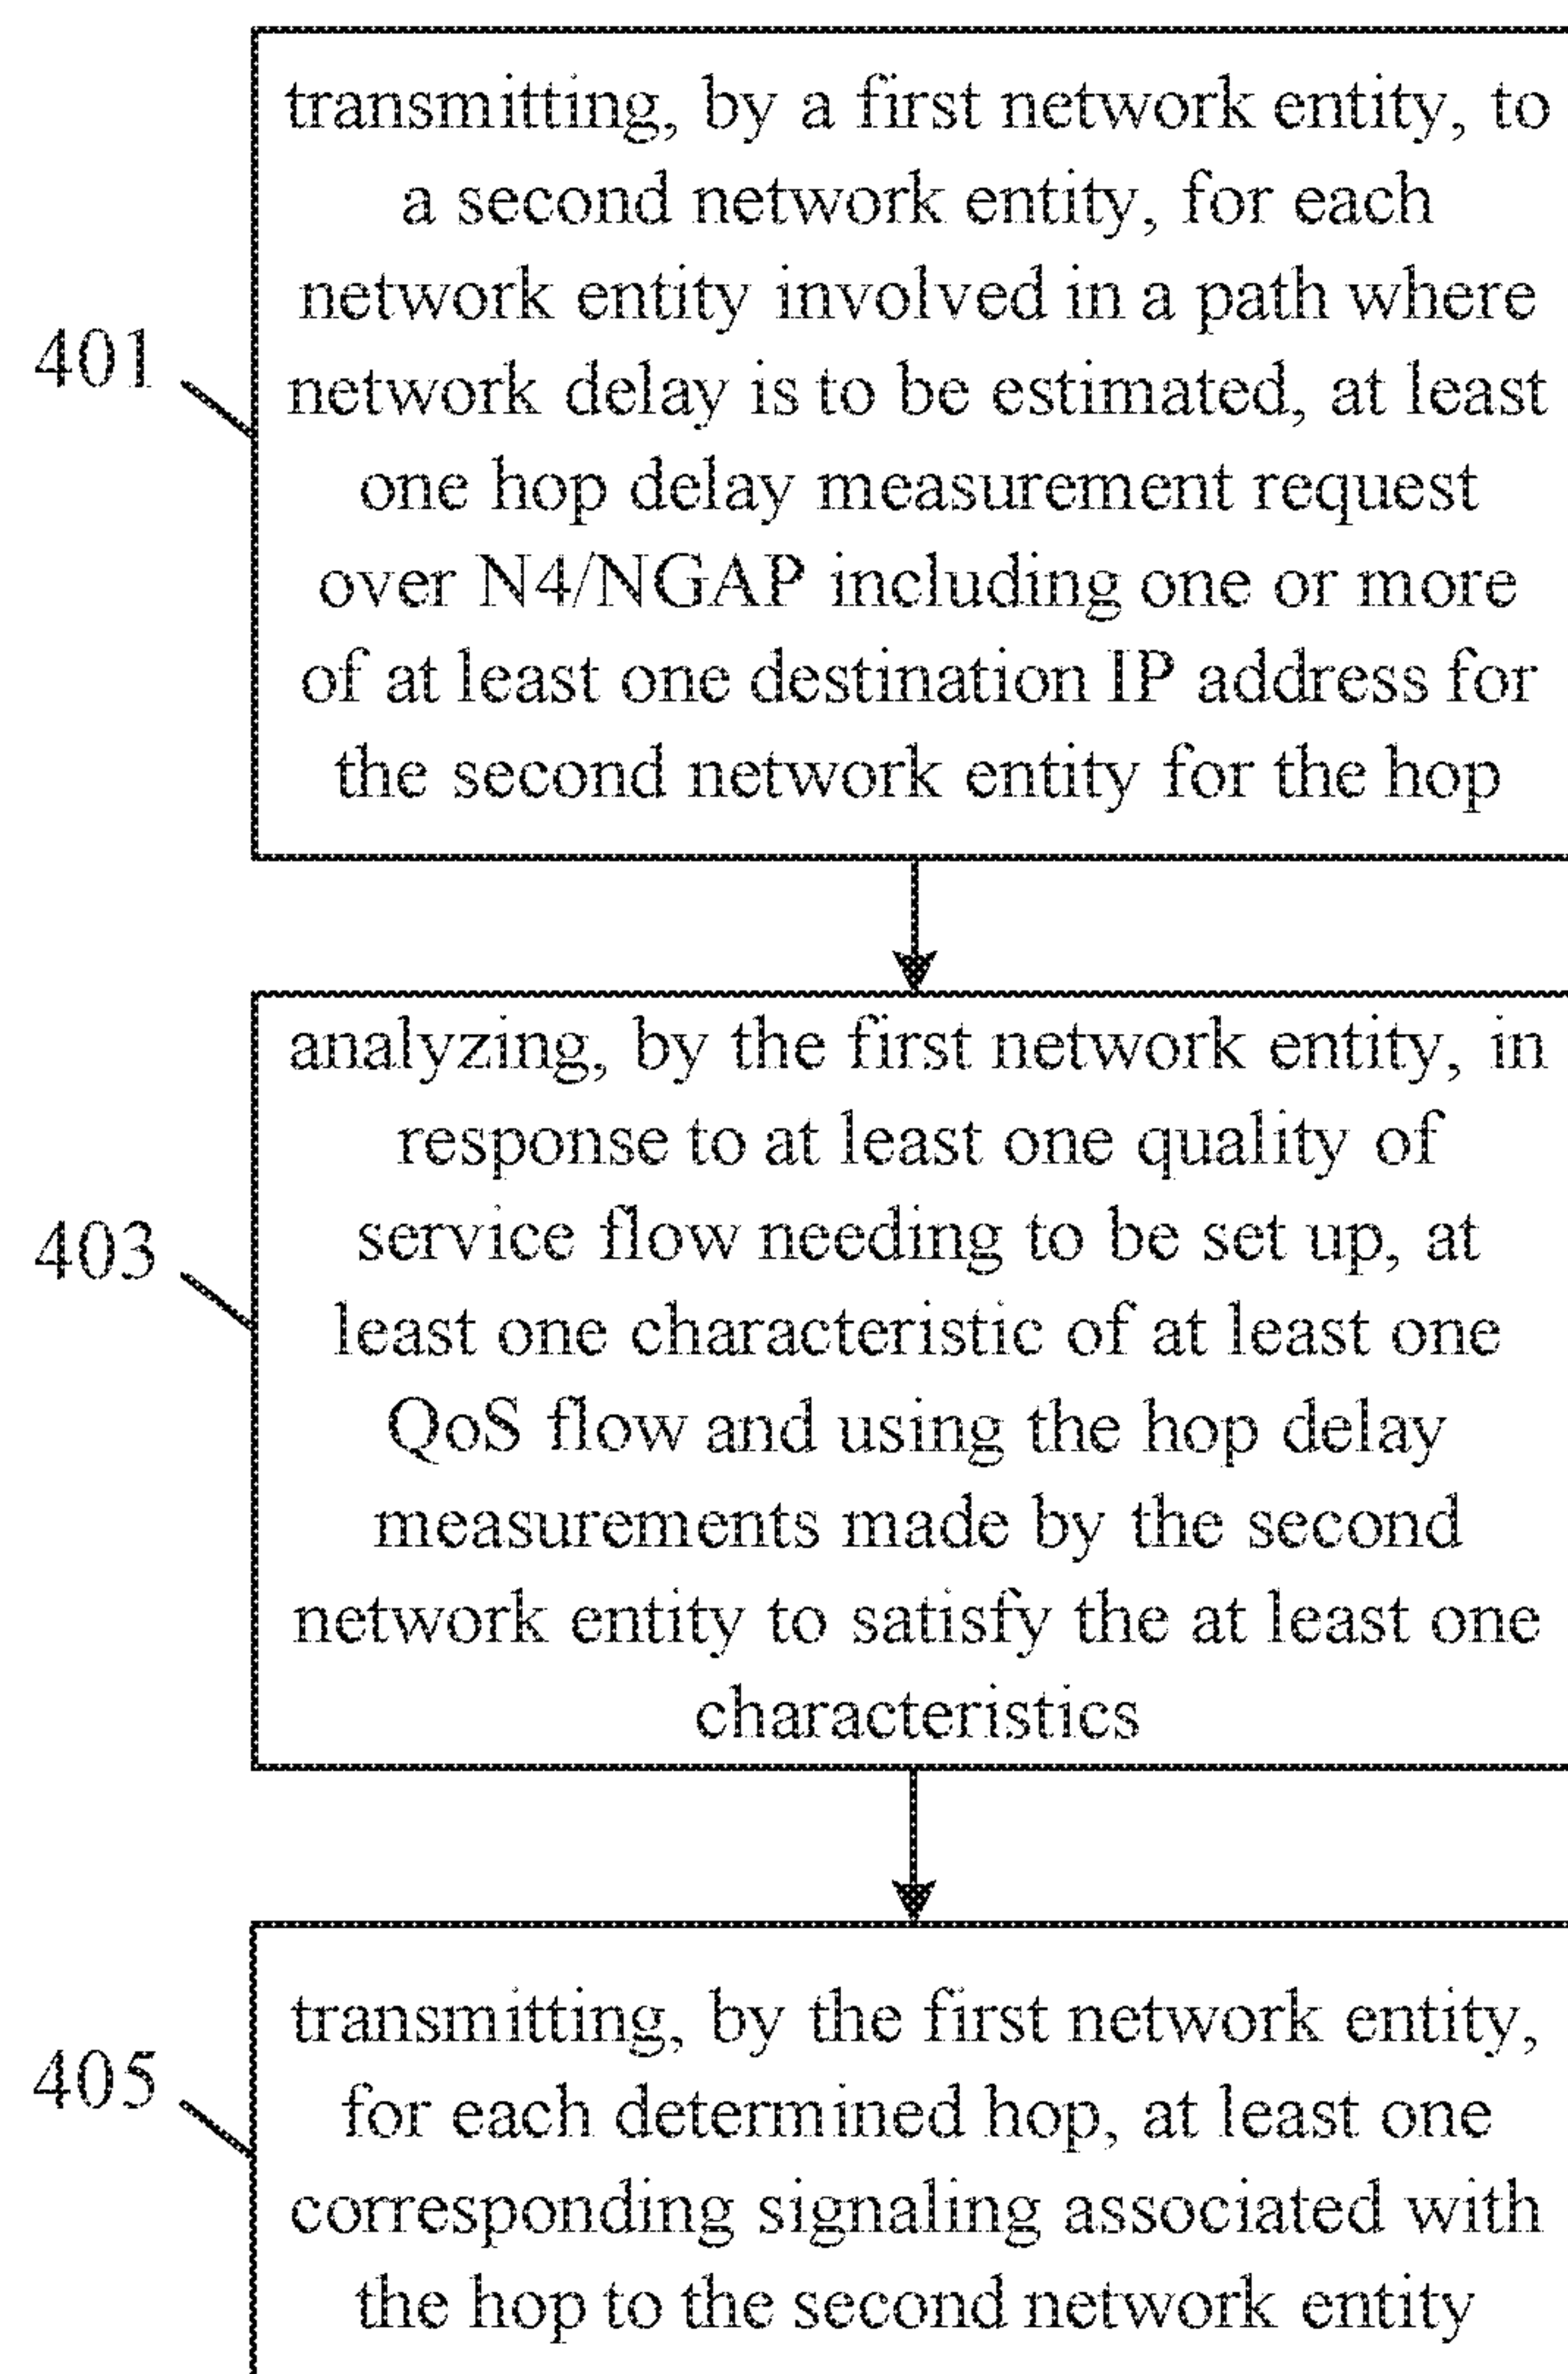 transmitting, by a first network entity, to
a second network entity, for each
network entity involved in a path where
401
network delay is to be estimated, at least
one hop delay measurement request
over N4/NGAP including one or more
of at least one destination IP address for
the second network entity for the hop
analyzing, by the first network entity, in
response to at least one quality of
403
service flow needing to be set up, at
least one characteristic of at least one
QoS flow and using the hop delay
measurements made by the second
network entity to satisfy the at least one
characteristics
transmitting, by the first network entity,
405
for each determined hop, at least one
corresponding signaling associated with
the hop to the second network entity